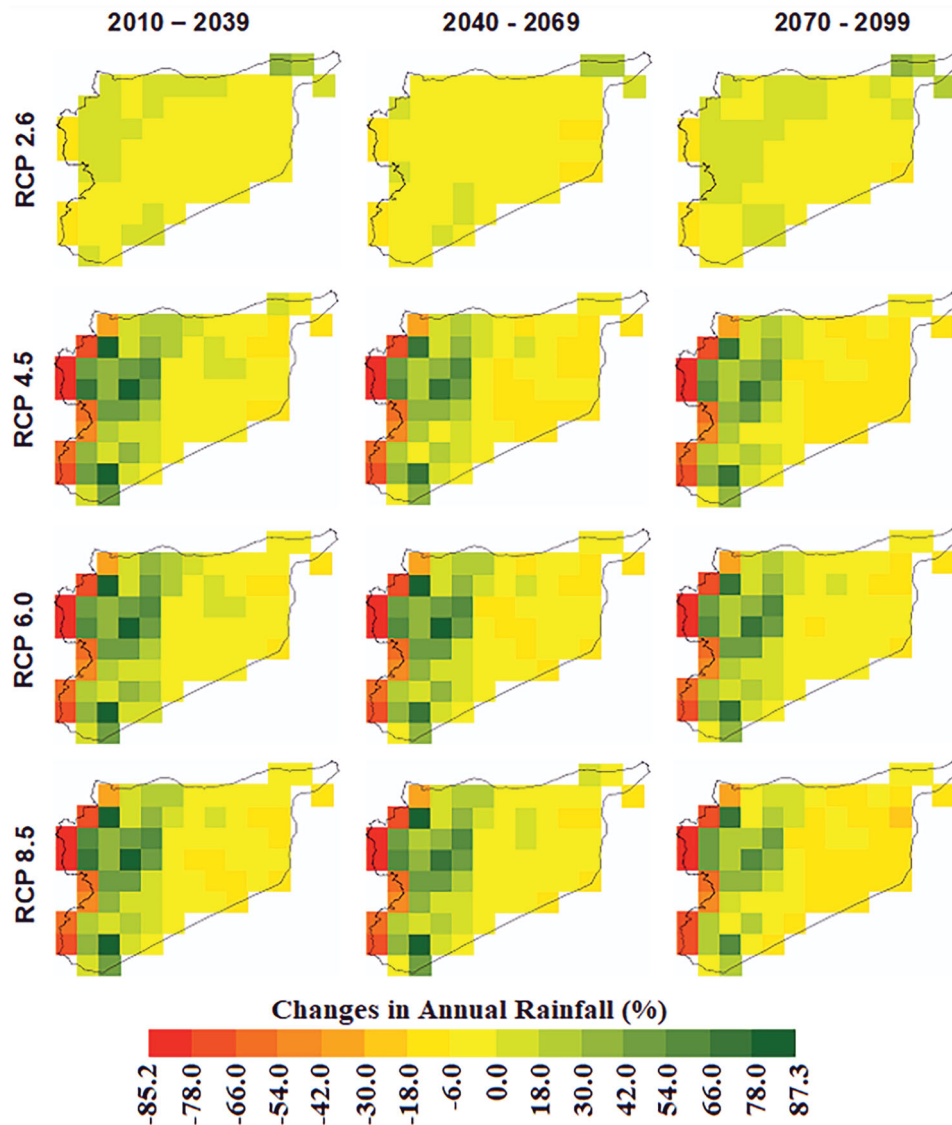 2010 – 2039 2040 - 2069 2070 - 2099
RCP 2.6
RCP 4.5
RCP 6.0
RCP 8.5
Changes in Annual Rainfall (%)
-85.2 -78.0 -66.0 -54.0 -42.0 -30.0 -18.0 -6.0 0.0 18.0 30.0 42.0 54.0 66.0 78.0 87.3